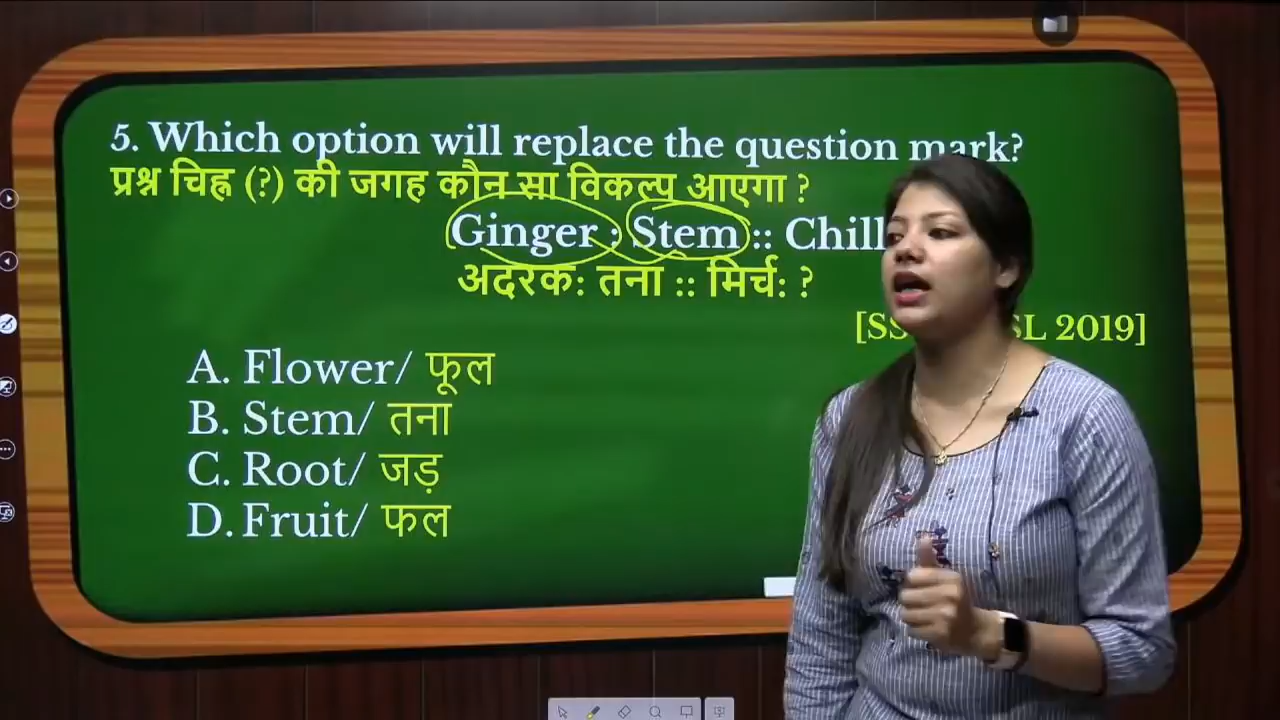 5. Which option will replace the question mark?
प्रश्न चिह्न (?) की जगह कौन सा विकल्प आएगा ?
Ginger : Stem :: Chill
अदरक: तना :: मिर्च: ?
[SS SL 2019]
A. Flower/ फूल
B. Stem/ तना
C. Root/ जड़
D. Fruit/ फल